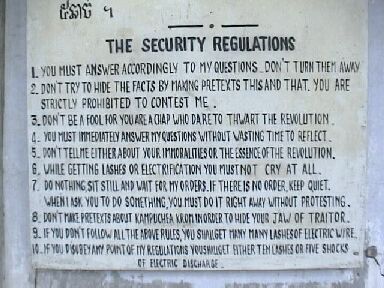 THE SECURITY REGULATIONS
1. YOU MUST ANSWER ACCORDINGLY TO MY QUESTIONS. DON'T TURN THEM AWAY
2. DON'T TRY TO HIDE THE FACTS BY MAKING PRETEXTS THIS AND THAT. YOU ARE
STRICTLY PROHIBITED TO CONTEST ME.
3. DON'T BE A FOOL FOR YOU ARE A CHAP WHO DARE TO THWART THE REVOLUTION.
4. YOU MUST IMMEDIATELY ANSWER MY QUESTIONS WITHOUT WASTING TIME TO REFLECT.
5. DON'T TELL ME EITHER ABOUT YOUR IMMORALITIES OR THE ESSENCE OF THE REVOLUTION.
6. WHILE GETTING LASHES OR ELECTRIFICATION YOU MUST NOT CRY AT ALL.
7. DO NOTHING, SIT STILL AND WAIT FOR MY ORDERS. IF THERE IS NO ORDER, KEEP QUIET.
WHEN I ASK YOU TO DO SOMETHING, YOU MUST DO IT RIGHT AWAY WITHOUT PROTESTING.
8. DON'T MAKE PRETEXTS ABOUT KAMPUCHEA KROM IN ORDER TO HIDE YOUR JAW OF TRAITOR.
9. IF YOU DON'T FOLLOW ALL THE ABOVE RULES, YOU SHALL GET MANY MANY LASHES OF ELECTRIC WIRE.
10. IF YOU DISOBEY ANY POINT OF MY REGULATIONS YOU SHALL GET EITHER TEN LASHES OR FIVE SHOCKS
OF ELECTRIC DISCHARGE.